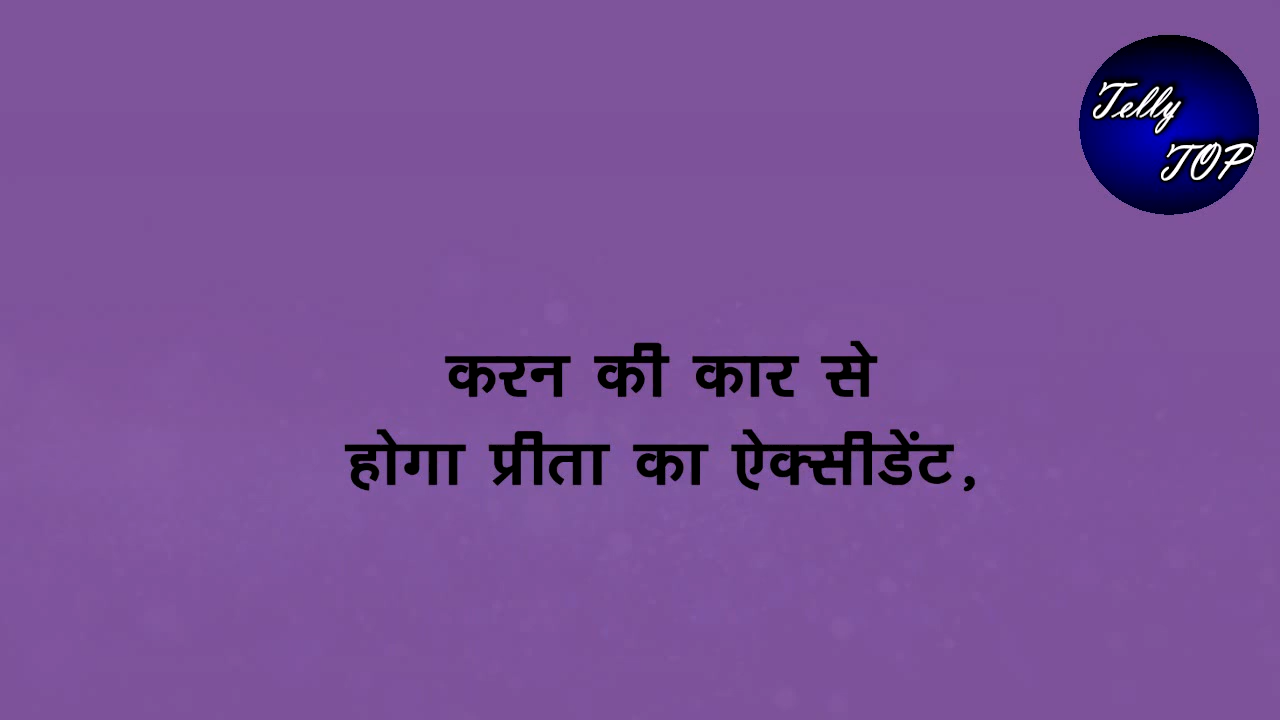 Telly
TOP
करन की कार से
होगा प्रीता का ऐक्सीडेंट,